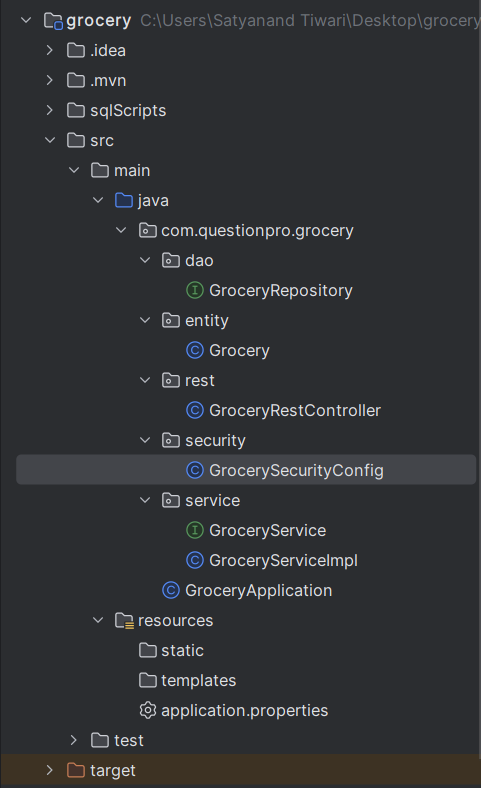 grocery C:\Users\Satyanand Tiwari\Desktop\grocery
.idea
.mvn
sqlScripts
src
main
java
com.questionpro.grocery
dao
I GroceryRepository
entity
C Grocery
rest
C GroceryRestController
security
C GrocerySecurityConfig
service
I GroceryService
C GroceryServiceImpl
C GroceryApplication
resources
static
templates
application.properties
test
target